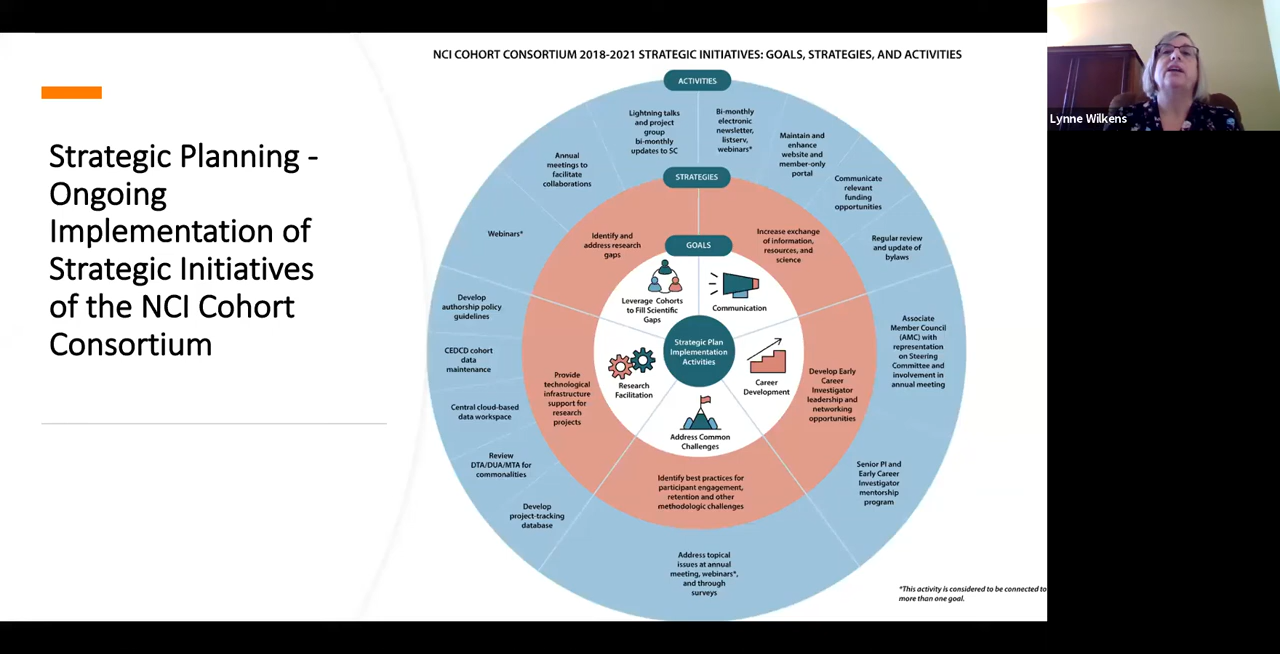 Strategic Planning -
Ongoing
Implementation of
Strategic Initiatives
of the NCI Cohort
Consortium
NCI COHORT CONSORTIUM 2018-2021 STRATEGIC INITIATIVES: GOALS, STRATEGIES, AND ACTIVITIES
ACTIVITIES
Lightning talks
and project
group
bi-monthly
updates to SC
Bi-monthly
electronic
newsletter,
listserv,
webinars*
Maintain and
enhance
website and
member-only
portal
Communicate
relevant
funding
opportunities
Regular review
and update of
bylaws
Associate
Member Council
(AMC) with
representation
on Steering
Committee and
involvement in
annual meeting
Senior PI and
Early Career
Investigator
mentorship
program
Address topical
issues at annual
meeting, webinars*,
and through
surveys
Develop
project-tracking
database
Review
DTA/DUA/MTA for
commonalities
Central cloud-based
data workspace
CEDCD cohort
data
maintenance
Develop
authorship policy
guidelines
Webinars*
Annual
meetings to
facilitate
collaborations
STRATEGIES
Identify and
address research
gaps
Increase exchange
of information,
resources, and
science
Develop Early
Career
Investigator
leadership and
networking
opportunities
Identify best practices for
participant engagement,
retention and other
methodologic challenges
Provide
technological
infrastructure
support for
research
projects
GOALS
Leverage Cohorts
to Fill Scientific
Gaps
Communication
Career
Development
Address Common
Challenges
Research
Facilitation
Strategic Plan
Implementation
Activities
*This activity is considered to be connected to
more than one goal.
Lynne Wilkens